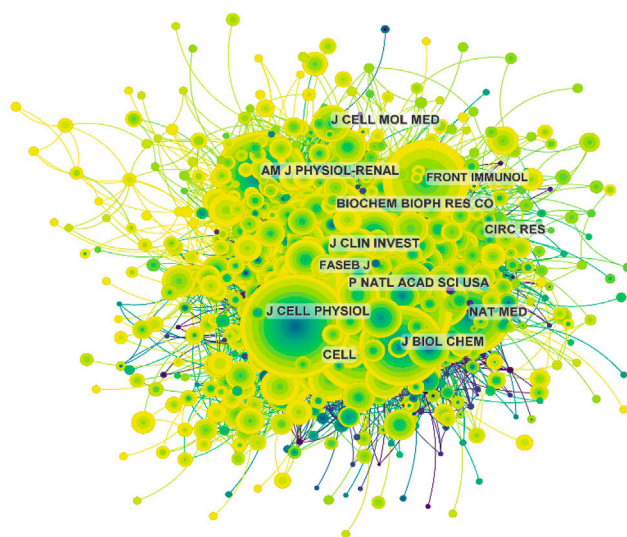 J CELL MOL MED
AM J PHYSIOL-RENAL
FRONT IMMUNOL
BIOCHEM BIOPH RES CO
CIRC RES
J CLIN INVEST
FASEB J
P NATL ACAD SCI USA
J CELL PHYSIOL
NAT MED
J BIOL CHEM
CELL